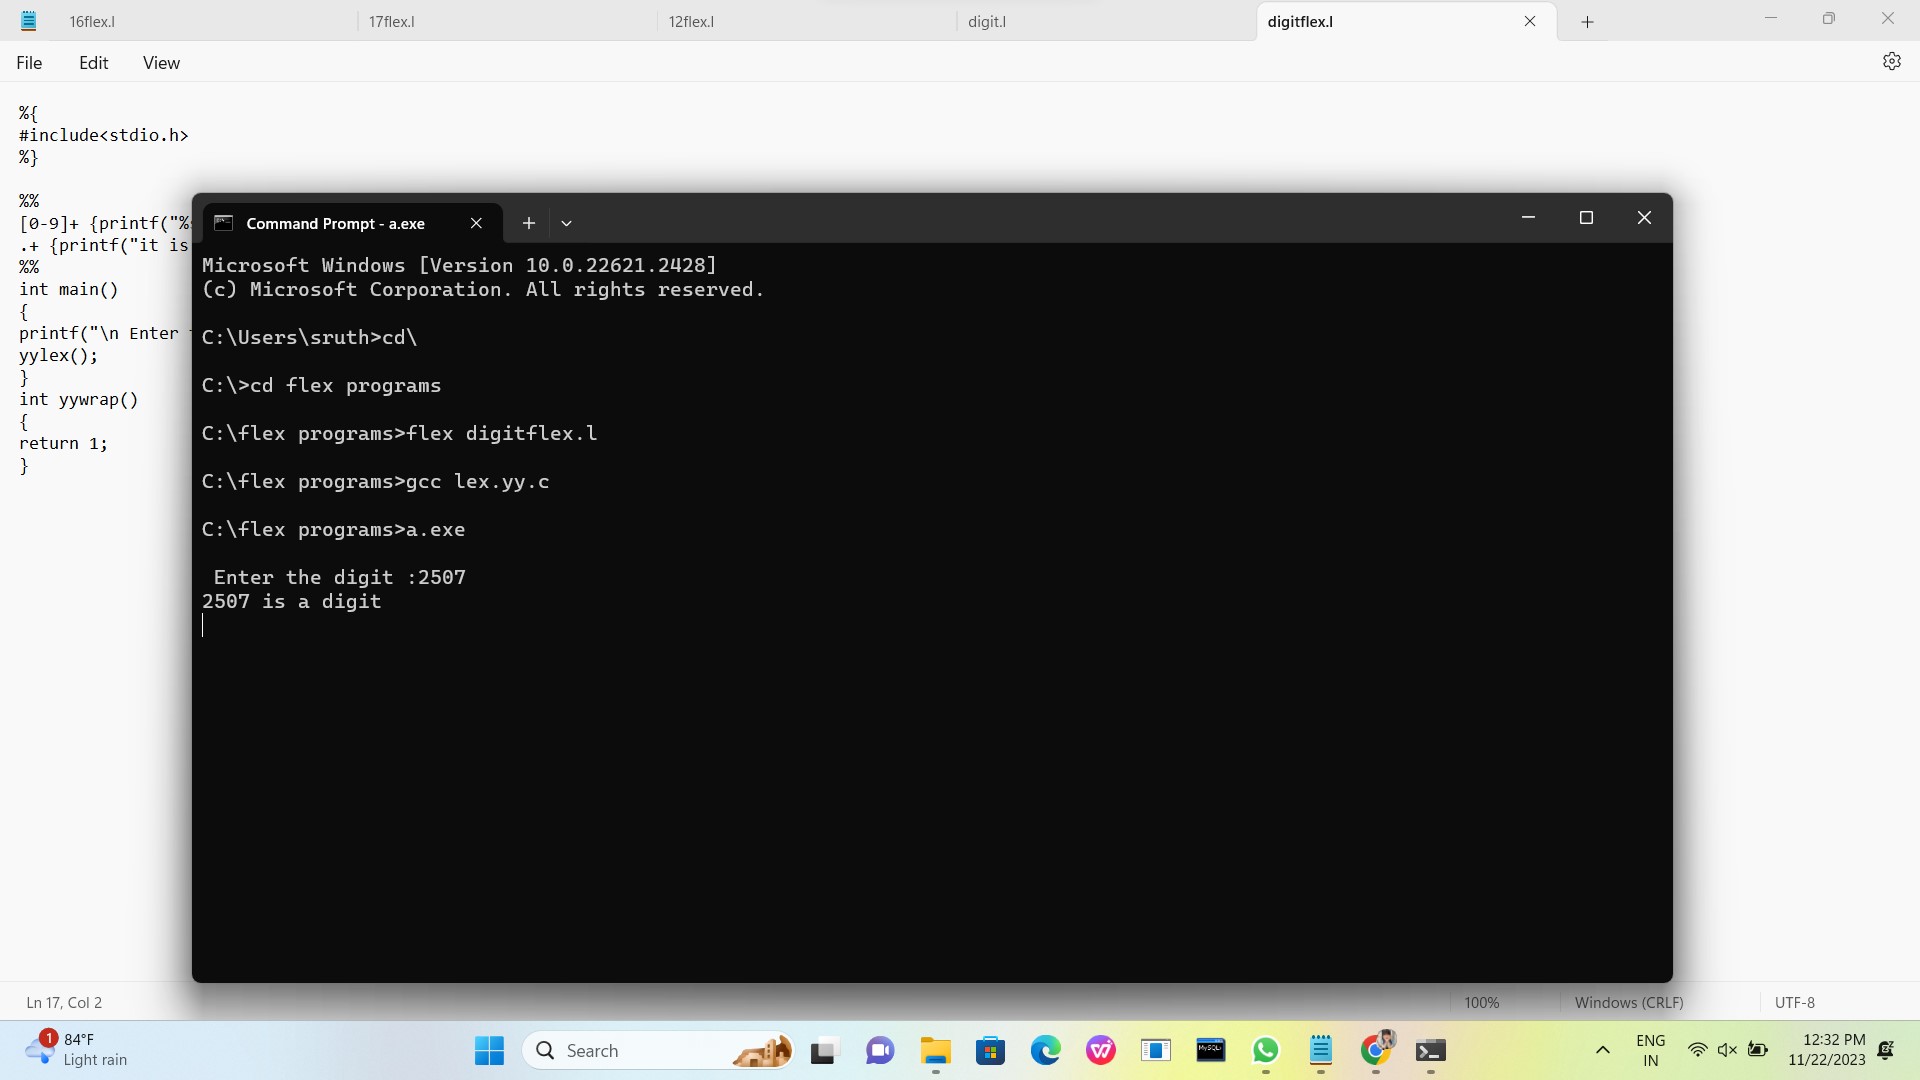 16flex.l
17flex.l
12flex.l
digit.l
digitflex.l
File Edit View
%{
#include<stdio.h>
%}
%%
[0-9]+ {printf("%
.+ {printf("it is
%%
int main()
{
printf("\n Enter
yylex();
}
int yywrap()
{
return 1;
}
Command Prompt - a.exe
Microsoft Windows [Version 10.0.22621.2428]
(c) Microsoft Corporation. All rights reserved.
C:\Users\sruth>cd\
C:\>cd flex programs
C:\flex programs>flex digitflex.l
C:\flex programs>gcc lex.yy.c
C:\flex programs>a.exe
Enter the digit :2507
2507 is a digit
Ln 17, Col 2
100%
Windows (CRLF)
UTF-8
1
84°F
Light rain
Search
MySQL
ENG
IN
12:32 PM
11/22/2023